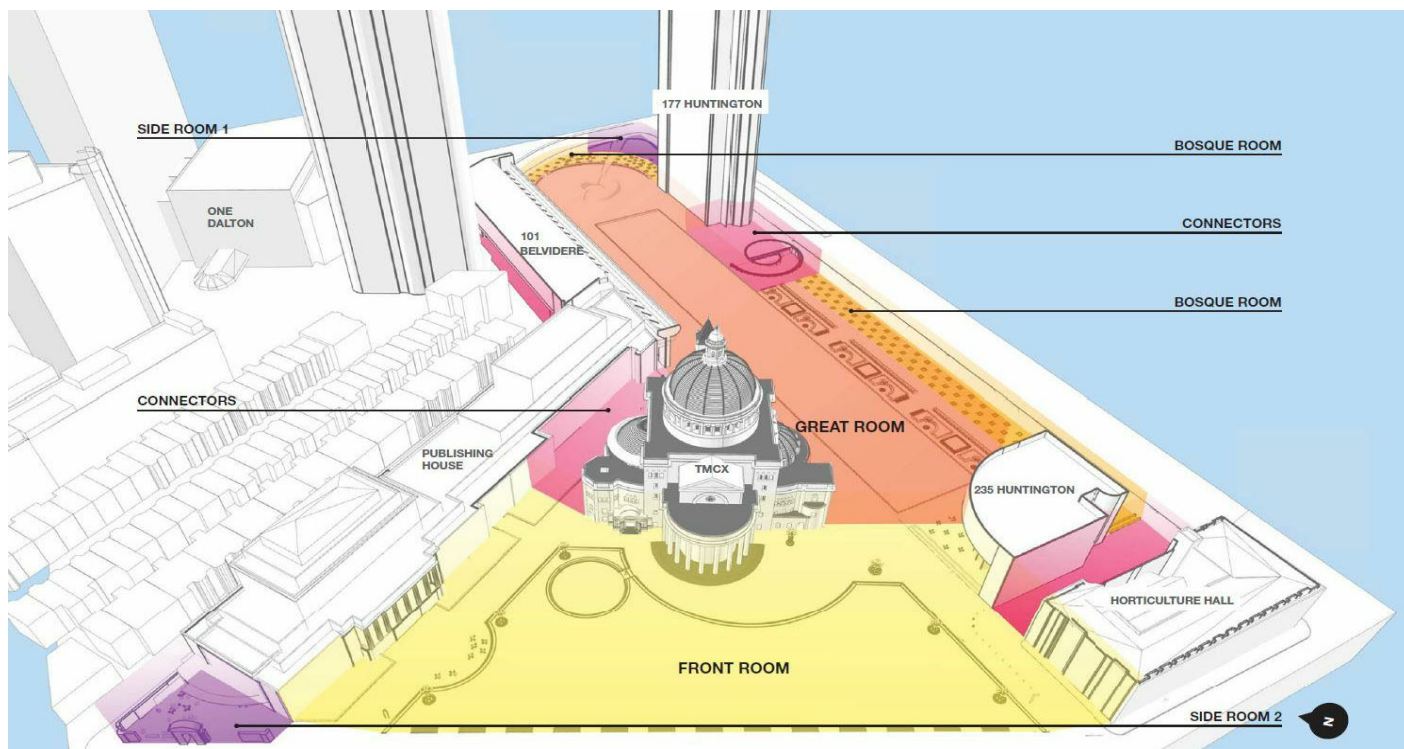 177 HUNTINGTON
SIDE ROOM 1
BOSQUE ROOM
ONE
DALTON
CONNECTORS
101
BELVIDERE
BOSQUE ROOM
CONNECTORS
GREAT ROOM
PUBLISHING
HOUSE
TMCX
235 HUNTINGTON
HORTICULTURE HALL
FRONT ROOM
SIDE ROOM 2
N